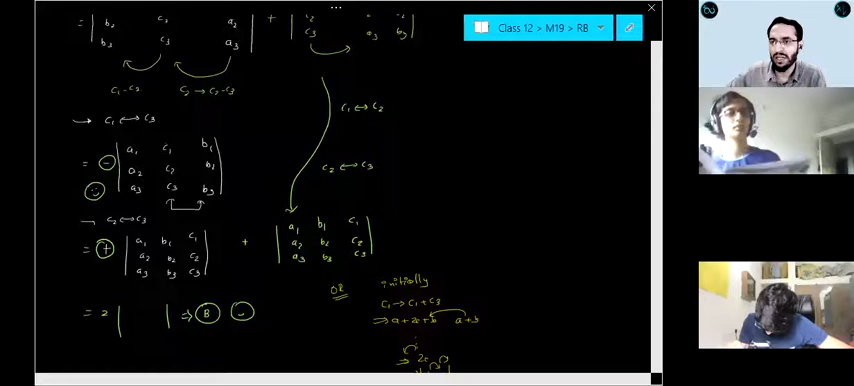 = | b₂ c₂ a₂ | + | c₂
b₃ c₃ a₃ | c₃ a₃ b₃ |
C₁-C₂ C₂ → C₂-C₃
→ C₁ ↔ C₃
= - | a₁ c₁ b₁ |
a₂ c₂ b₂
a₃ c₃ b₃
→ C₂ ↔ C₃
= + | a₁ b₁ c₁ |
a₂ b₂ c₂
a₃ b₃ c₃
= 2 | | ⇒ B
C₁ ↔ C₂
C₂ ↔ C₃
+ | a₁ b₁ c₁ |
a₂ b₂ c₂
a₃ b₃ c₃
OR initially
C₁ → C₁ + C₃
⇒ a + 2c + b a + b
⇒ 2c
Class 12 > M19 > RB